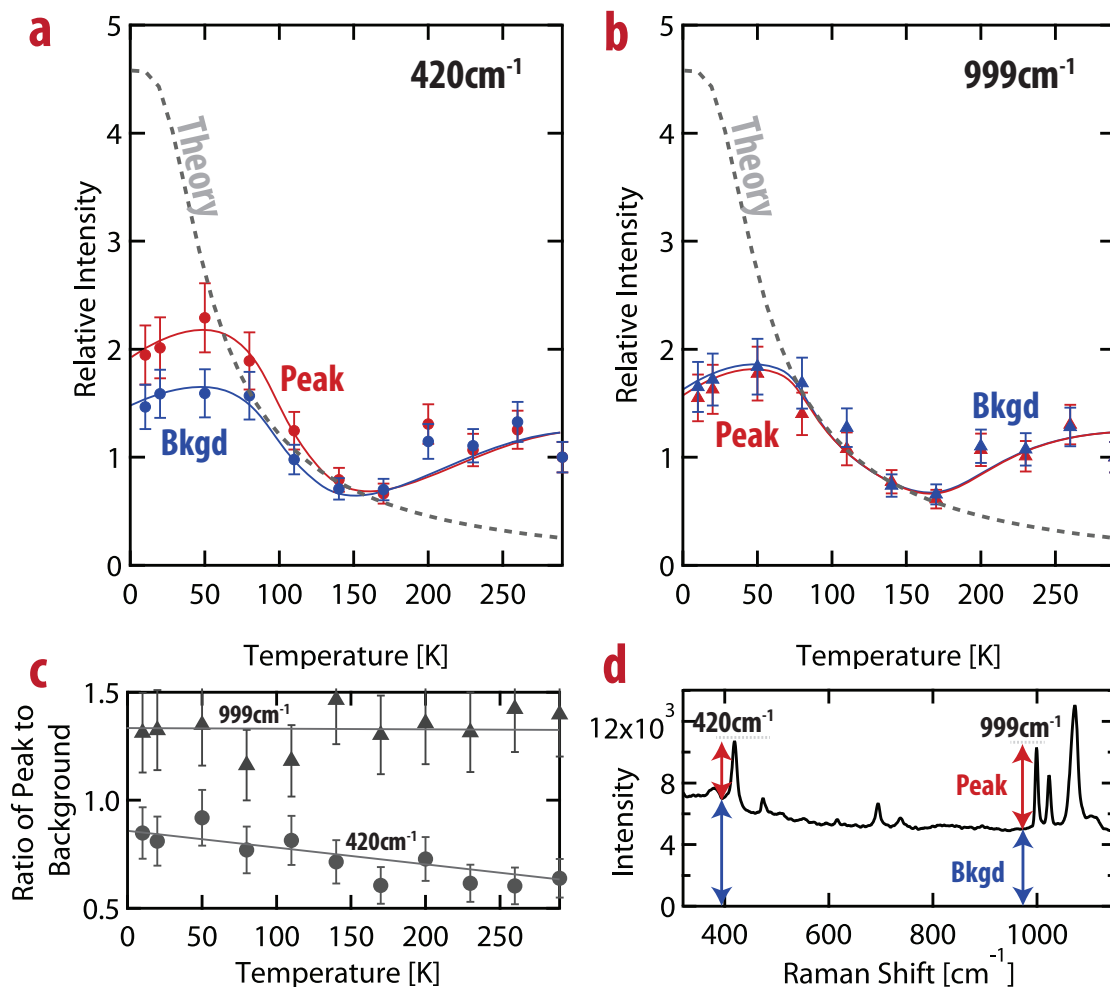 a
420cm⁻¹
Theory
Peak
Bkgd
Relative Intensity
5
4
3
2
1
0
0 50 100 150 200 250
Temperature [K]
b
999cm⁻¹
Theory
Bkgd
Peak
Relative Intensity
5
4
3
2
1
0
0 50 100 150 200 250
Temperature [K]
c
999cm⁻¹
420cm⁻¹
Ratio of Peak to
Background
1.5
1.0
0.5
0 50 100 150 200 250
Temperature [K]
d
12x10³
8
4
0
Intensity
420cm⁻¹
999cm⁻¹
Peak
Bkgd
400 600 800 1000
Raman Shift [cm⁻¹]